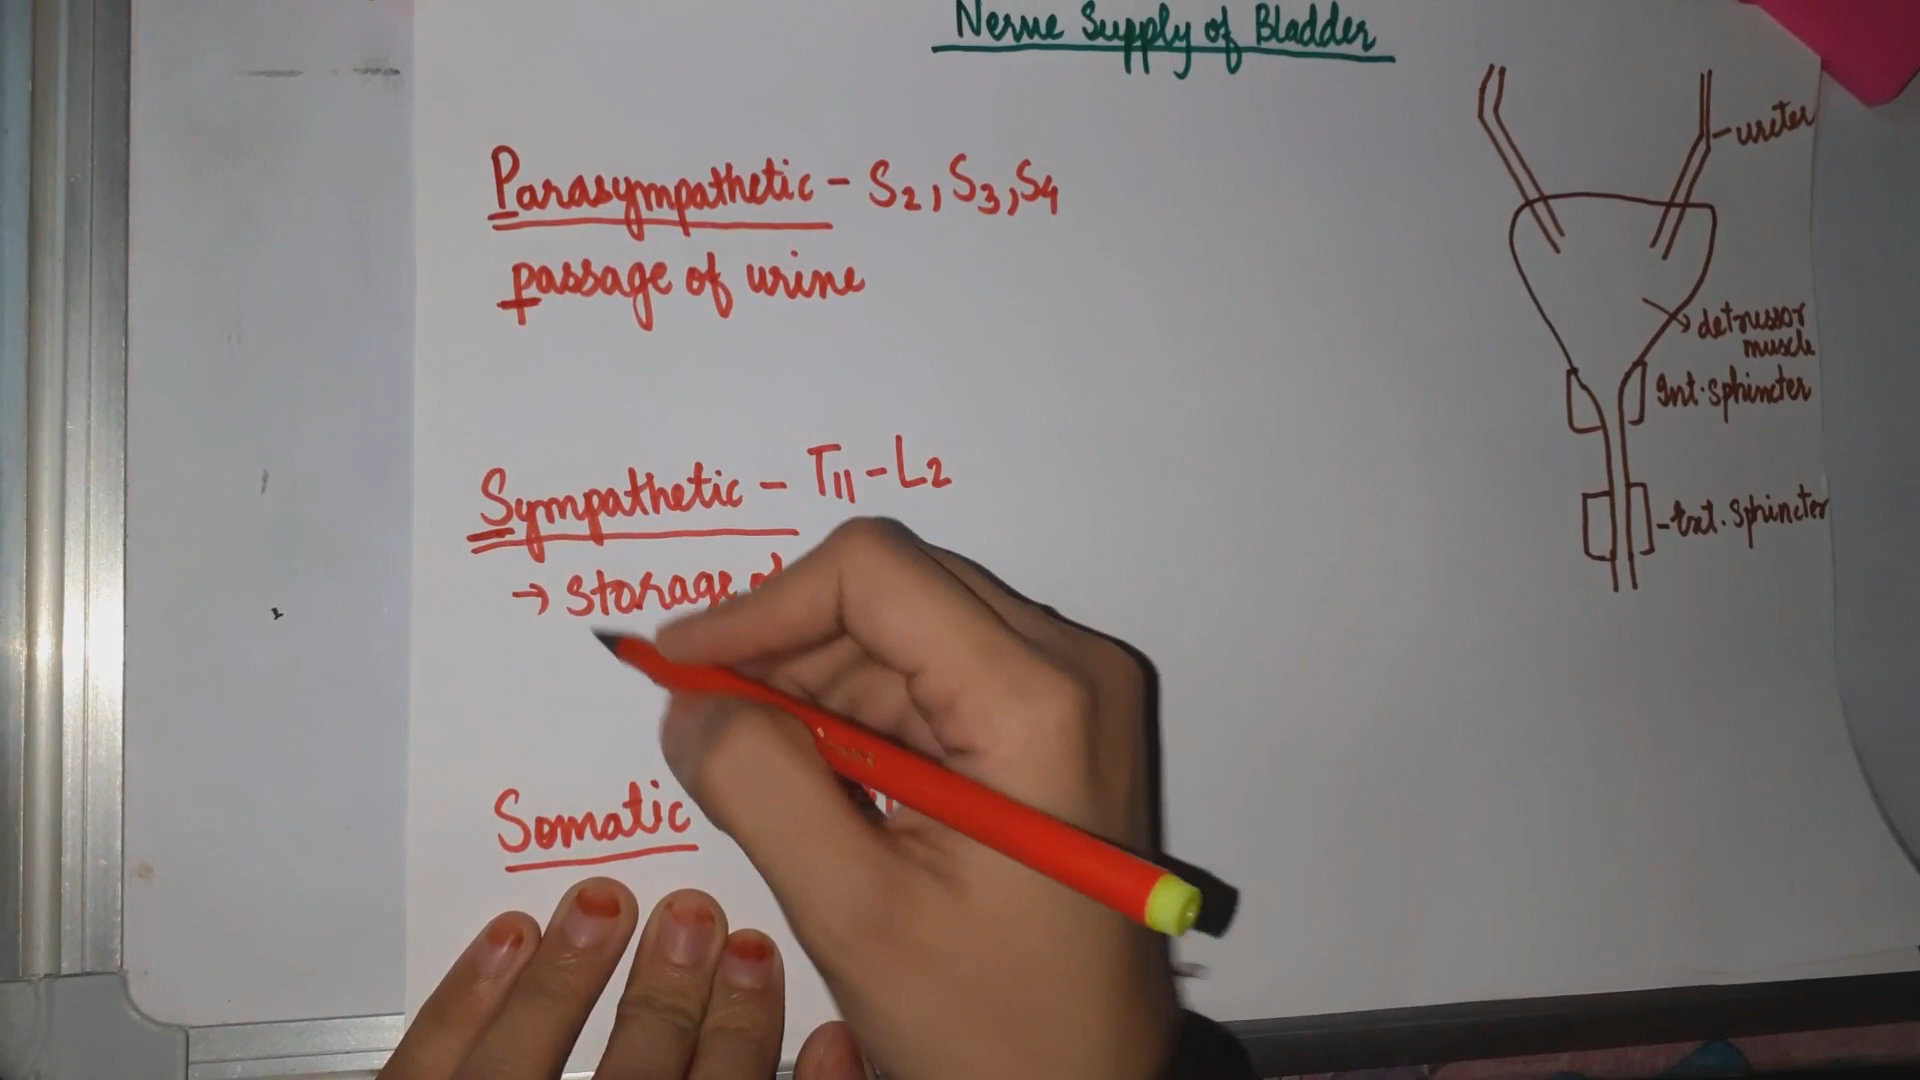 Nerve Supply of Bladder
Parasympathetic - S2, S3, S4
passage of urine
Sympathetic - T11 - L2
→ storage of
Somatic
ureter
detrussor
muscle
Int. sphincter
- Ext. Sphincter